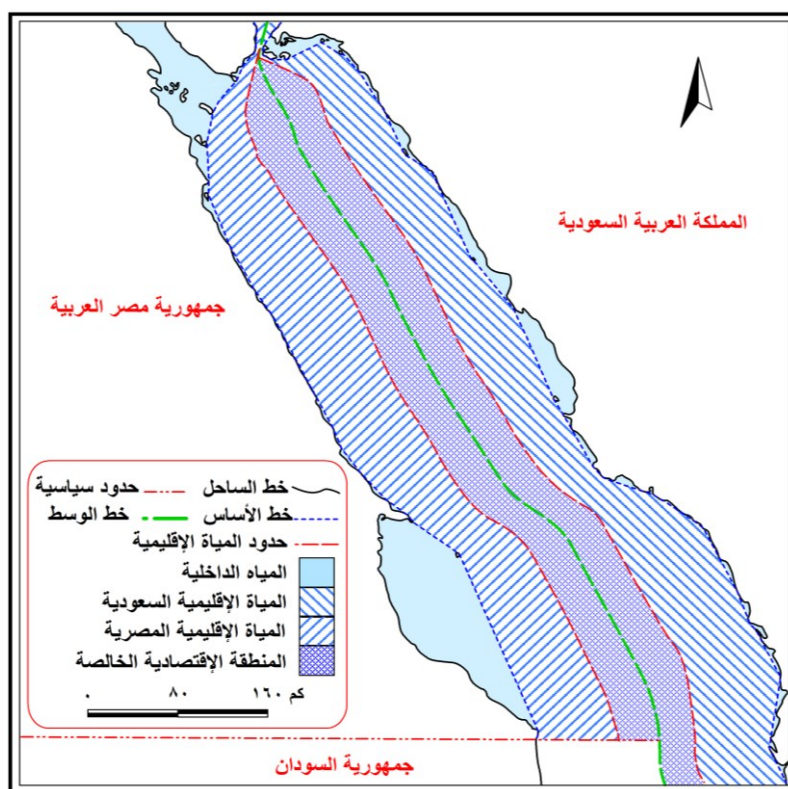 المملكة العربية السعودية
جمهورية مصر العربية
خط الساحل حدود سياسية
خط الأساس خط الوسط
حدود المياة الإقليمية
المياه الداخلية
المياة الإقليمية السعودية
المياة الإقليمية المصرية
المنطقة الإقتصادية الخالصة
٠ ٨٠ ١٦٠ كم
جمهورية السودان